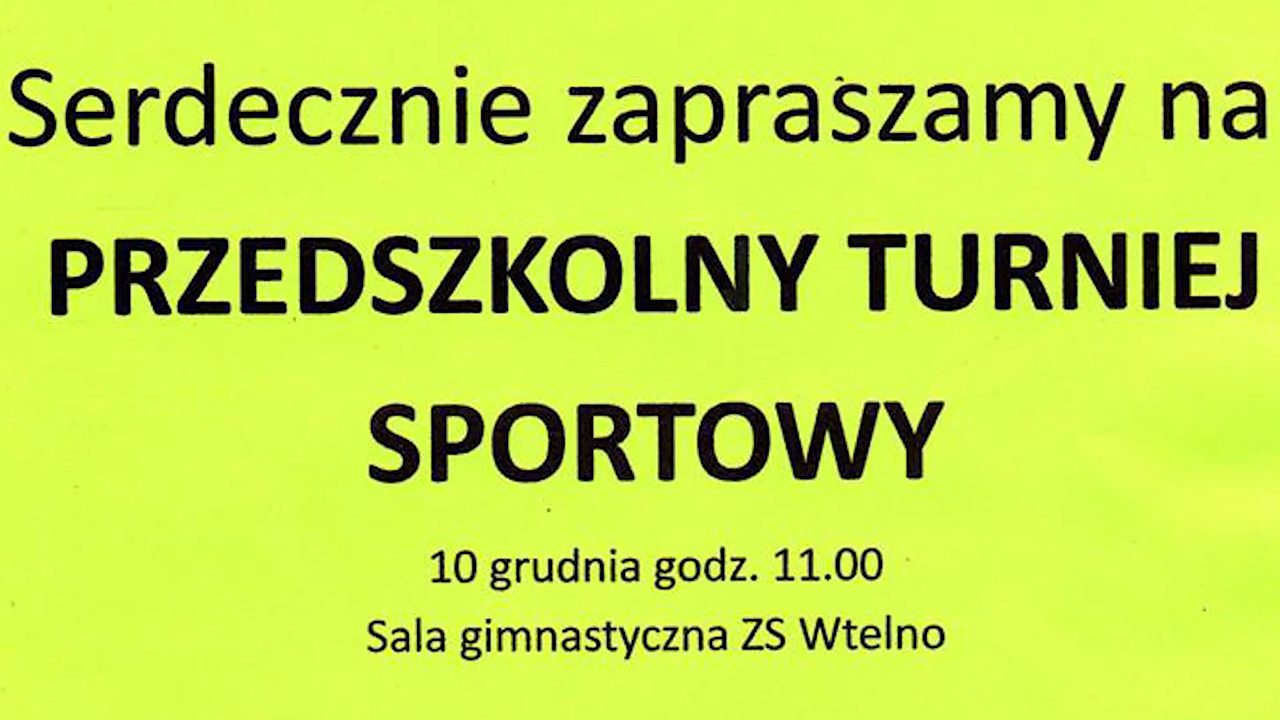 Serdecznie zapraszamy na
PRZEDSZKOLNY TURNIEJ
SPORTOWY
10 grudnia godz. 11.00
Sala gimnastyczna ZS Wtelno